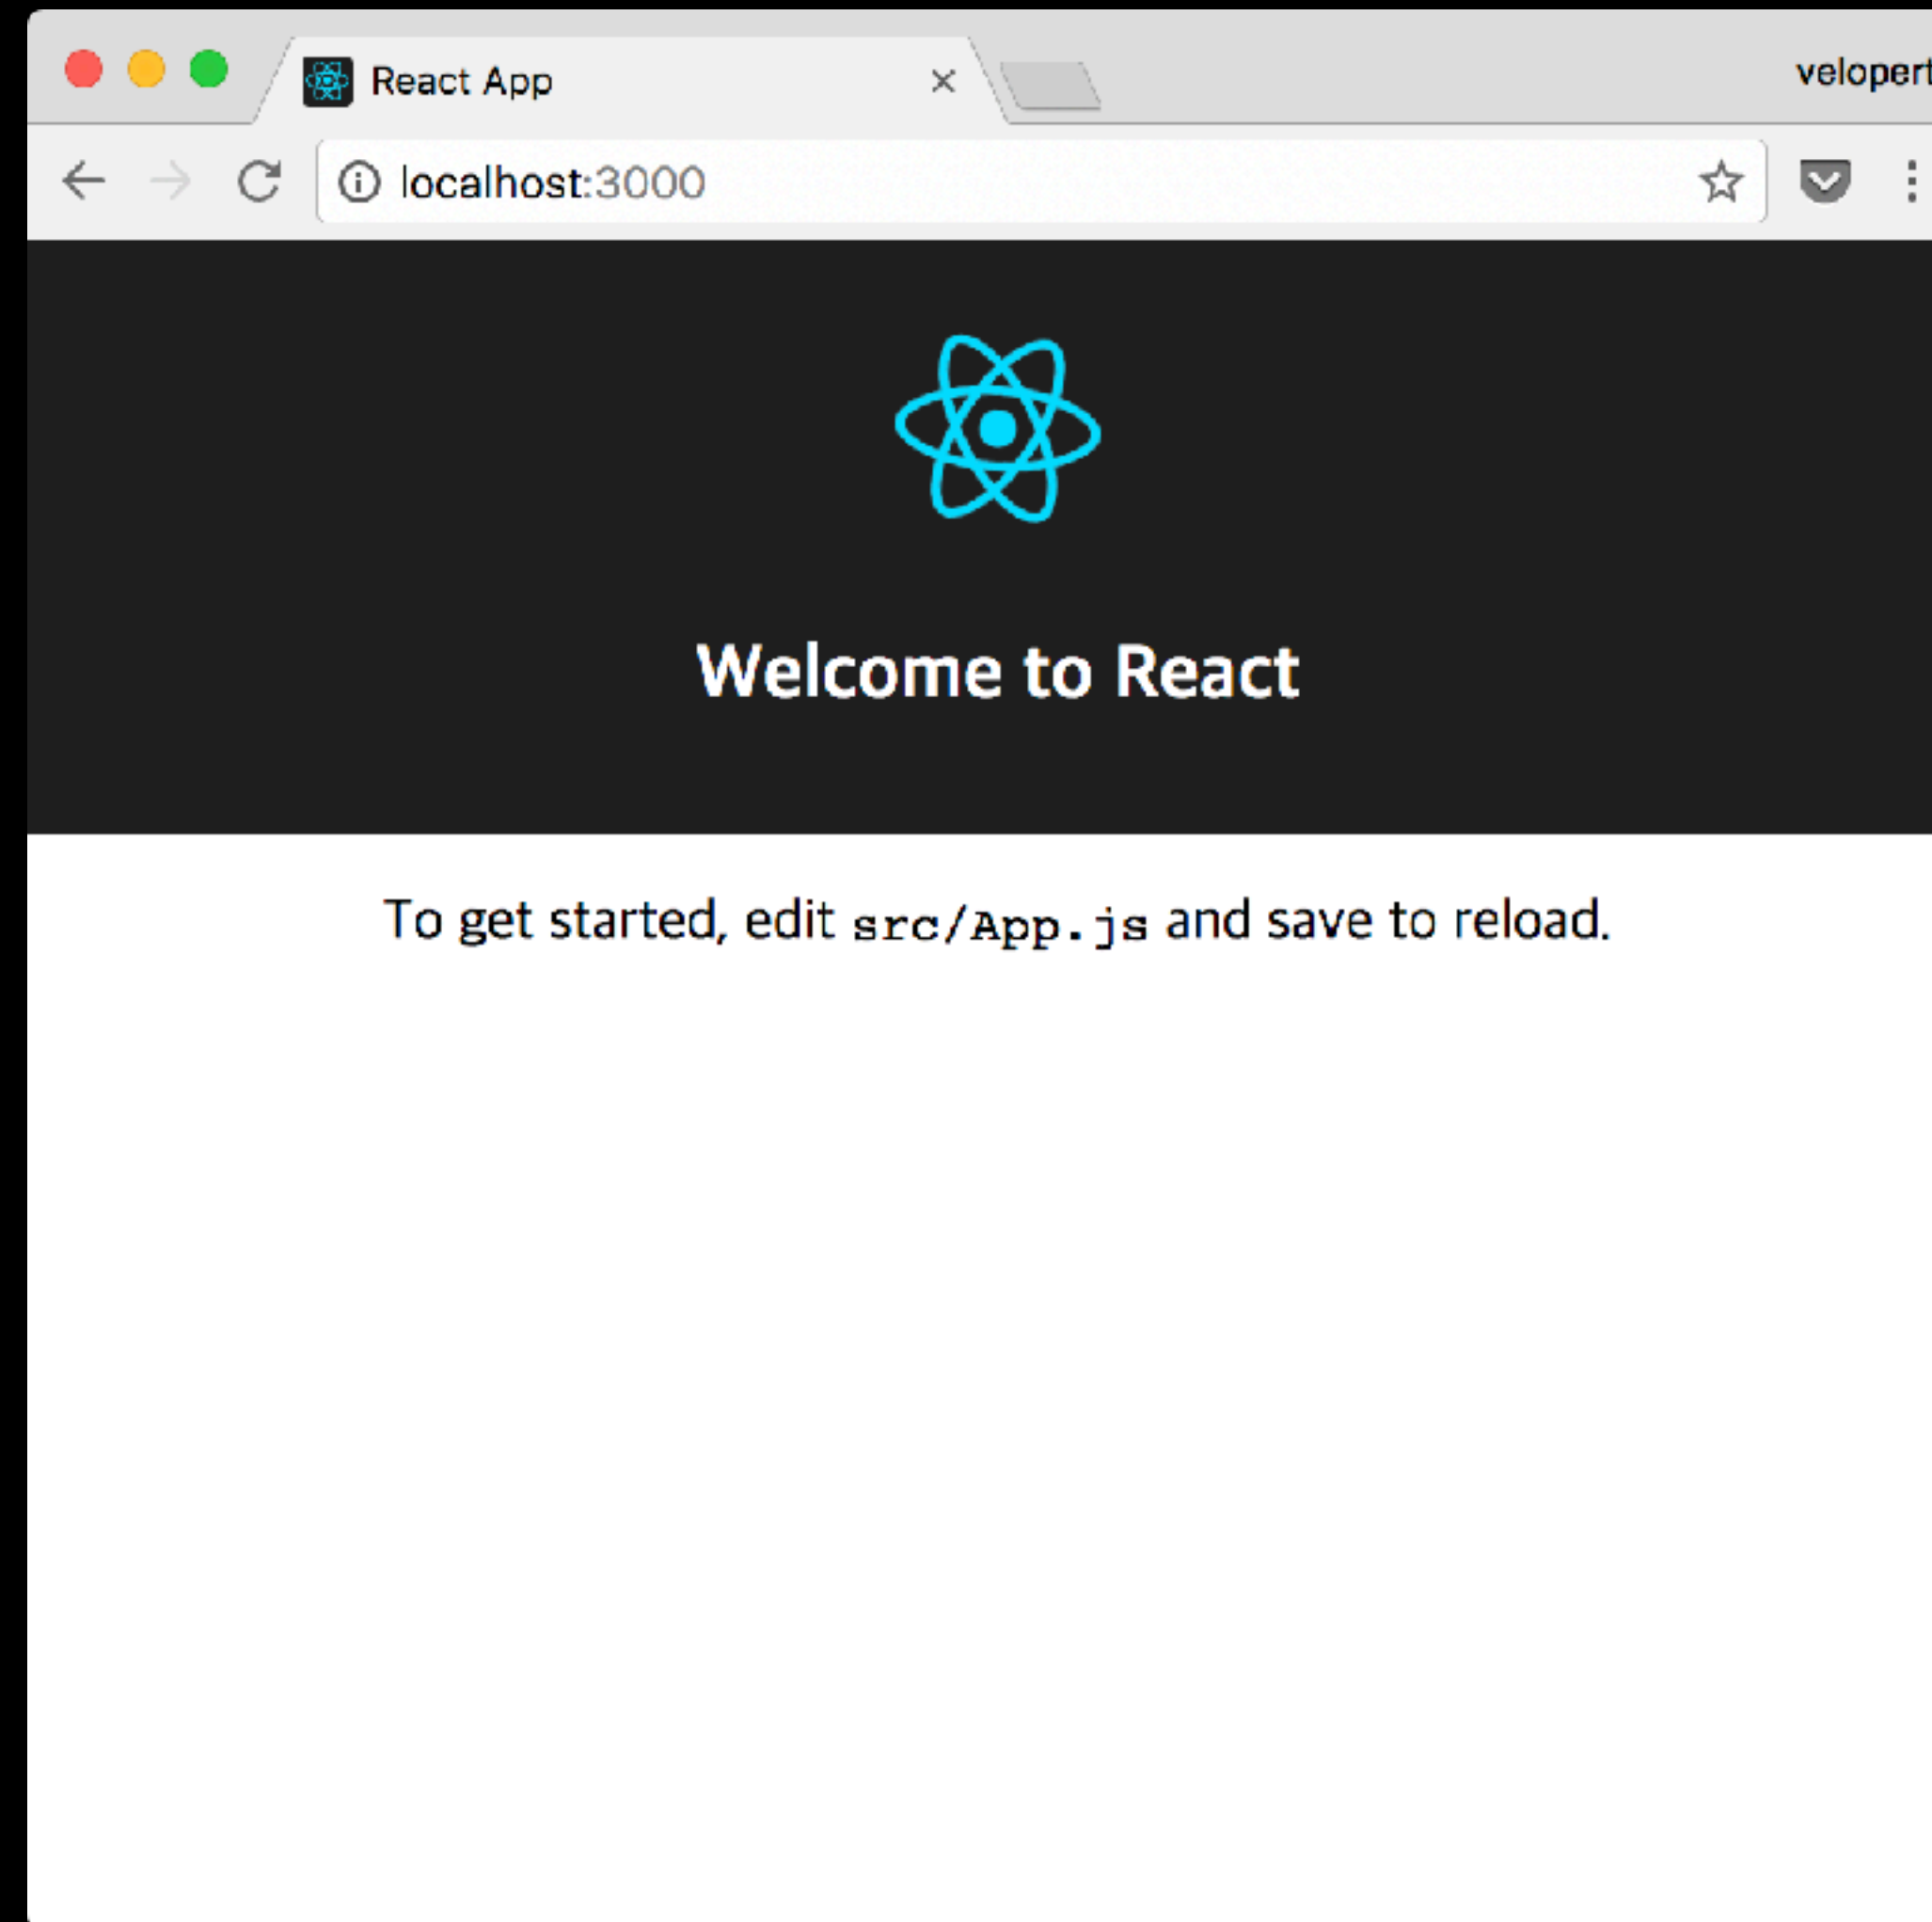 React App
velopert
localhost:3000
Welcome to React
To get started, edit src/App.js and save to reload.